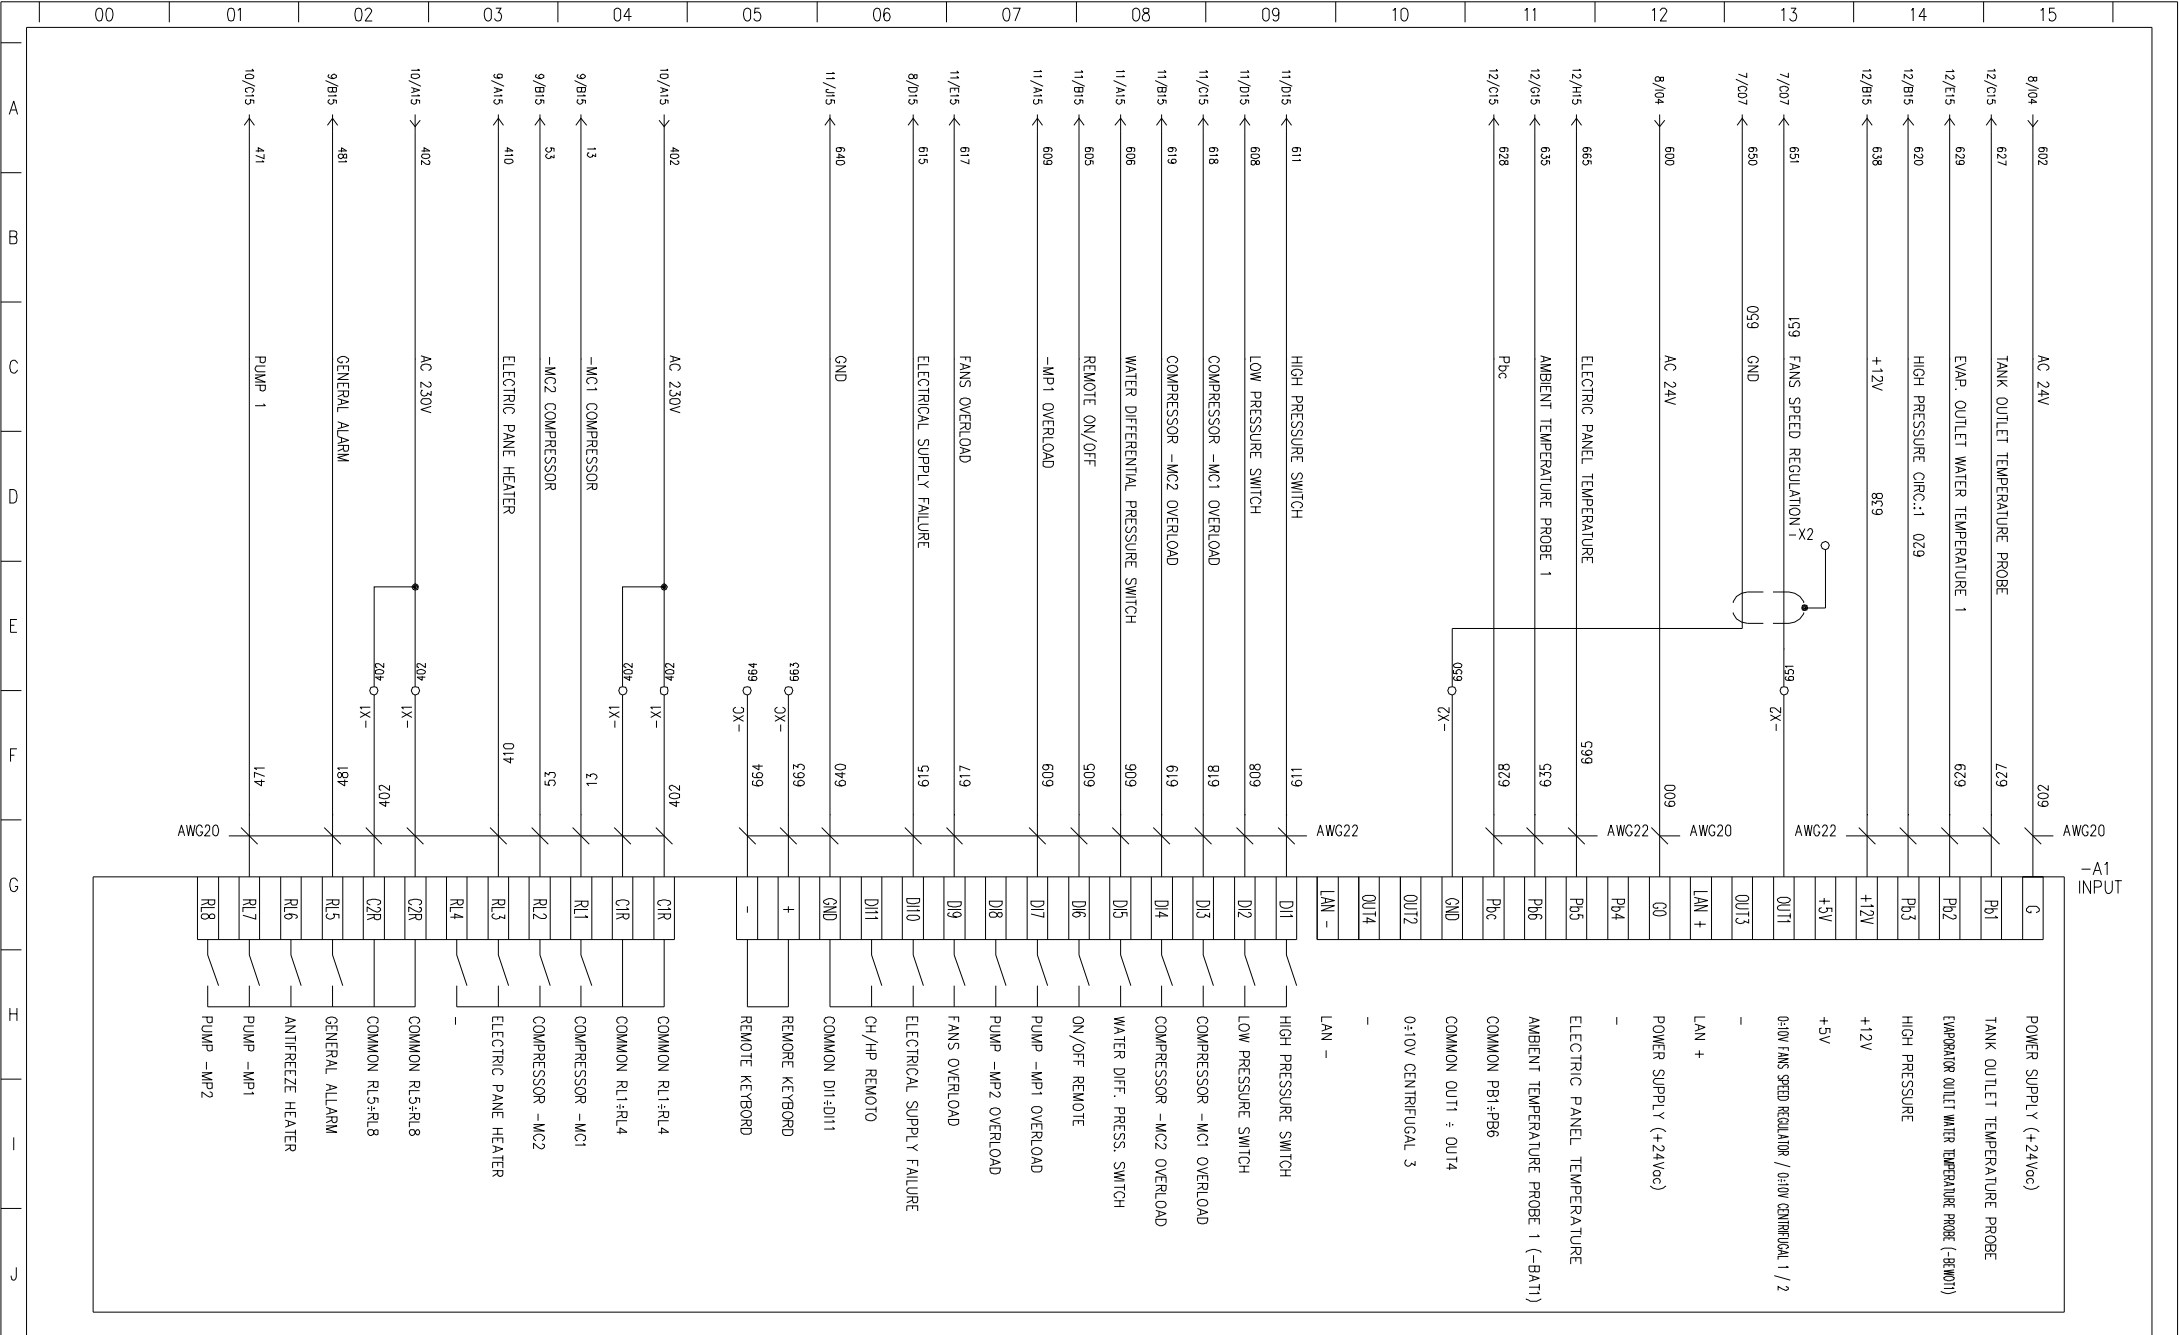 00 01 02 03 04 05 06 07 08 09 10 11 12 13 14 15
A
B
C
D
E
F
G
H
I
J
10/C15
9/B15
10/A15
9/A15
9/B15
9/B15
10/A15
11/J15
8/D15
11/E15
11/A15
11/B15
11/A15
11/B15
11/C15
11/D15
11/D15
12/C15
12/G15
12/H15
8/I04
7/C07
7/C07
12/B15
12/B15
12/E15
12/C15
8/I04
471
481
402
410
53
13
402
640
615
617
609
605
606
619
618
608
611
628
635
665
600
650
651
638
620
629
627
602
PUMP 1
GENERAL ALARM
AC 230V
ELECTRIC PANE HEATER
-MC2 COMPRESSOR
-MC1 COMPRESSOR
AC 230V
GND
ELECTRICAL SUPPLY FAILURE
FANS OVERLOAD
-MP1 OVERLOAD
REMOTE ON/OFF
WATER DIFFERENTIAL PRESSURE SWITCH
COMPRESSOR -MC2 OVERLOAD
COMPRESSOR -MC1 OVERLOAD
LOW PRESSURE SWITCH
HIGH PRESSURE SWITCH
Pbc
AMBIENT TEMPERATURE PROBE 1
ELECTRIC PANEL TEMPERATURE
AC 24V
650 GND
651 FANS SPEED REGULATION
+12V 638
HIGH PRESSURE CIRC.:1 620
EVAP. OUTLET WATER TEMPERATURE 1
TANK OUTLET TEMPERATURE PROBE
AC 24V
-X2
402
402
402
402
664
663
650
651
-X1
-X1
-X1
-X1
-XC
-XC
-X2
-X2
471
481
402
410
53
13
402
664
663
640
615
617
609
605
606
619
618
608
611
628
635
665
600
629
627
602
AWG20
AWG22
AWG22
AWG20
AWG22
AWG20
-A1
INPUT
RL8
RL7
RL6
RL5
C2R
C2R
RL4
RL3
RL2
RL1
C1R
C1R
-
+
GND
DI11
DI10
DI9
DI8
DI7
DI6
DI5
DI4
DI3
DI2
DI1
LAN -
OUT4
OUT2
GND
Pbc
Pb6
Pb5
Pb4
G0
LAN +
OUT3
OUT1
+5V
+12V
Pb3
Pb2
Pb1
G
PUMP -MP2
PUMP -MP1
ANTIFREEZE HEATER
GENERAL ALLARM
COMMON RL5÷RL8
COMMON RL5÷RL8
-
ELECTRIC PANE HEATER
COMPRESSOR -MC2
COMPRESSOR -MC1
COMMON RL1÷RL4
COMMON RL1÷RL4
REMOTE KEYBORD
REMORE KEYBORD
COMMON DI1÷DI11
CH/HP REMOTO
ELECTRICAL SUPPLY FAILURE
FANS OVERLOAD
PUMP -MP2 OVERLOAD
PUMP -MP1 OVERLOAD
ON/OFF REMOTE
WATER DIFF. PRESS. SWITCH
COMPRESSOR -MC2 OVERLOAD
COMPRESSOR -MC1 OVERLOAD
LOW PRESSURE SWITCH
HIGH PRESSURE SWITCH
LAN -
-
0÷10V CENTRIFUGAL 3
COMMON OUT1 ÷ OUT4
COMMON PB1÷PB6
AMBIENT TEMPERATURE PROBE 1 (-BAT1)
ELECTRIC PANEL TEMPERATURE
-
POWER SUPPLY (+24Vac)
LAN +
-
0÷10V FANS SPEED REGULATOR / 0÷10V CENTRIFUGAL 1 / 2
+5V
+12V
HIGH PRESSURE
EVAPORATOR OUTLET WATER TEMPERATURE PROBE (-BEWOT1)
TANK OUTLET TEMPERATURE PROBE
POWER SUPPLY (+24Vac)